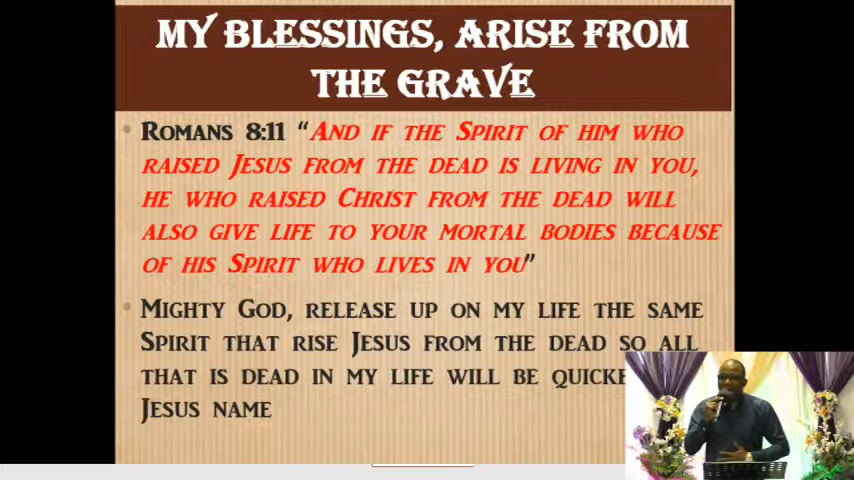 MY BLESSINGS, ARISE FROM
THE GRAVE
• ROMANS 8:11 "AND IF THE SPIRIT OF HIM WHO
RAISED JESUS FROM THE DEAD IS LIVING IN YOU,
HE WHO RAISED CHRIST FROM THE DEAD WILL
ALSO GIVE LIFE TO YOUR MORTAL BODIES BECAUSE
OF HIS SPIRIT WHO LIVES IN YOU"
• MIGHTY GOD, RELEASE UP ON MY LIFE THE SAME
SPIRIT THAT RISE JESUS FROM THE DEAD SO ALL
THAT IS DEAD IN MY LIFE WILL BE
JESUS NAME